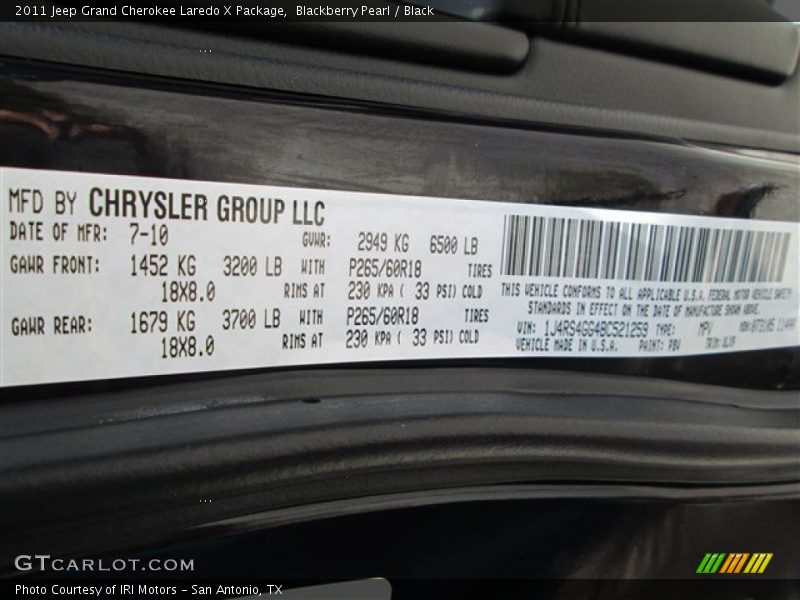 2011 Jeep Grand Cherokee Laredo X Package,  Blackberry Pearl / Black
MFD BY CHRYSLER GROUP LLC
DATE OF MFR: 7-10 GVWR: 2949 KG 6500 LB
GAWR FRONT: 1452 KG 3200 LB WITH P265/60R18 TIRES
18X8.0 RIMS AT 230 KPA ( 33 PSI) COLD
GAWR REAR: 1679 KG 3700 LB WITH P265/60R18 TIRES
18X8.0 RIMS AT 230 KPA ( 33 PSI) COLD
THIS VEHICLE CONFORMS TO ALL APPLICABLE U.S.A. FEDERAL MOTOR VEHICLE SAFETY
STANDARDS IN EFFECT ON THE DATE OF MANUFACTURE SHOWN ABOVE.
VIN: 1J4RS4GG4BC521259 TYPE: MPV
VEHICLE MADE IN U.S.A. PAINT: PBV TRIM:
GTCARLOT.COM
Photo Courtesy of IRI Motors - San Antonio, TX